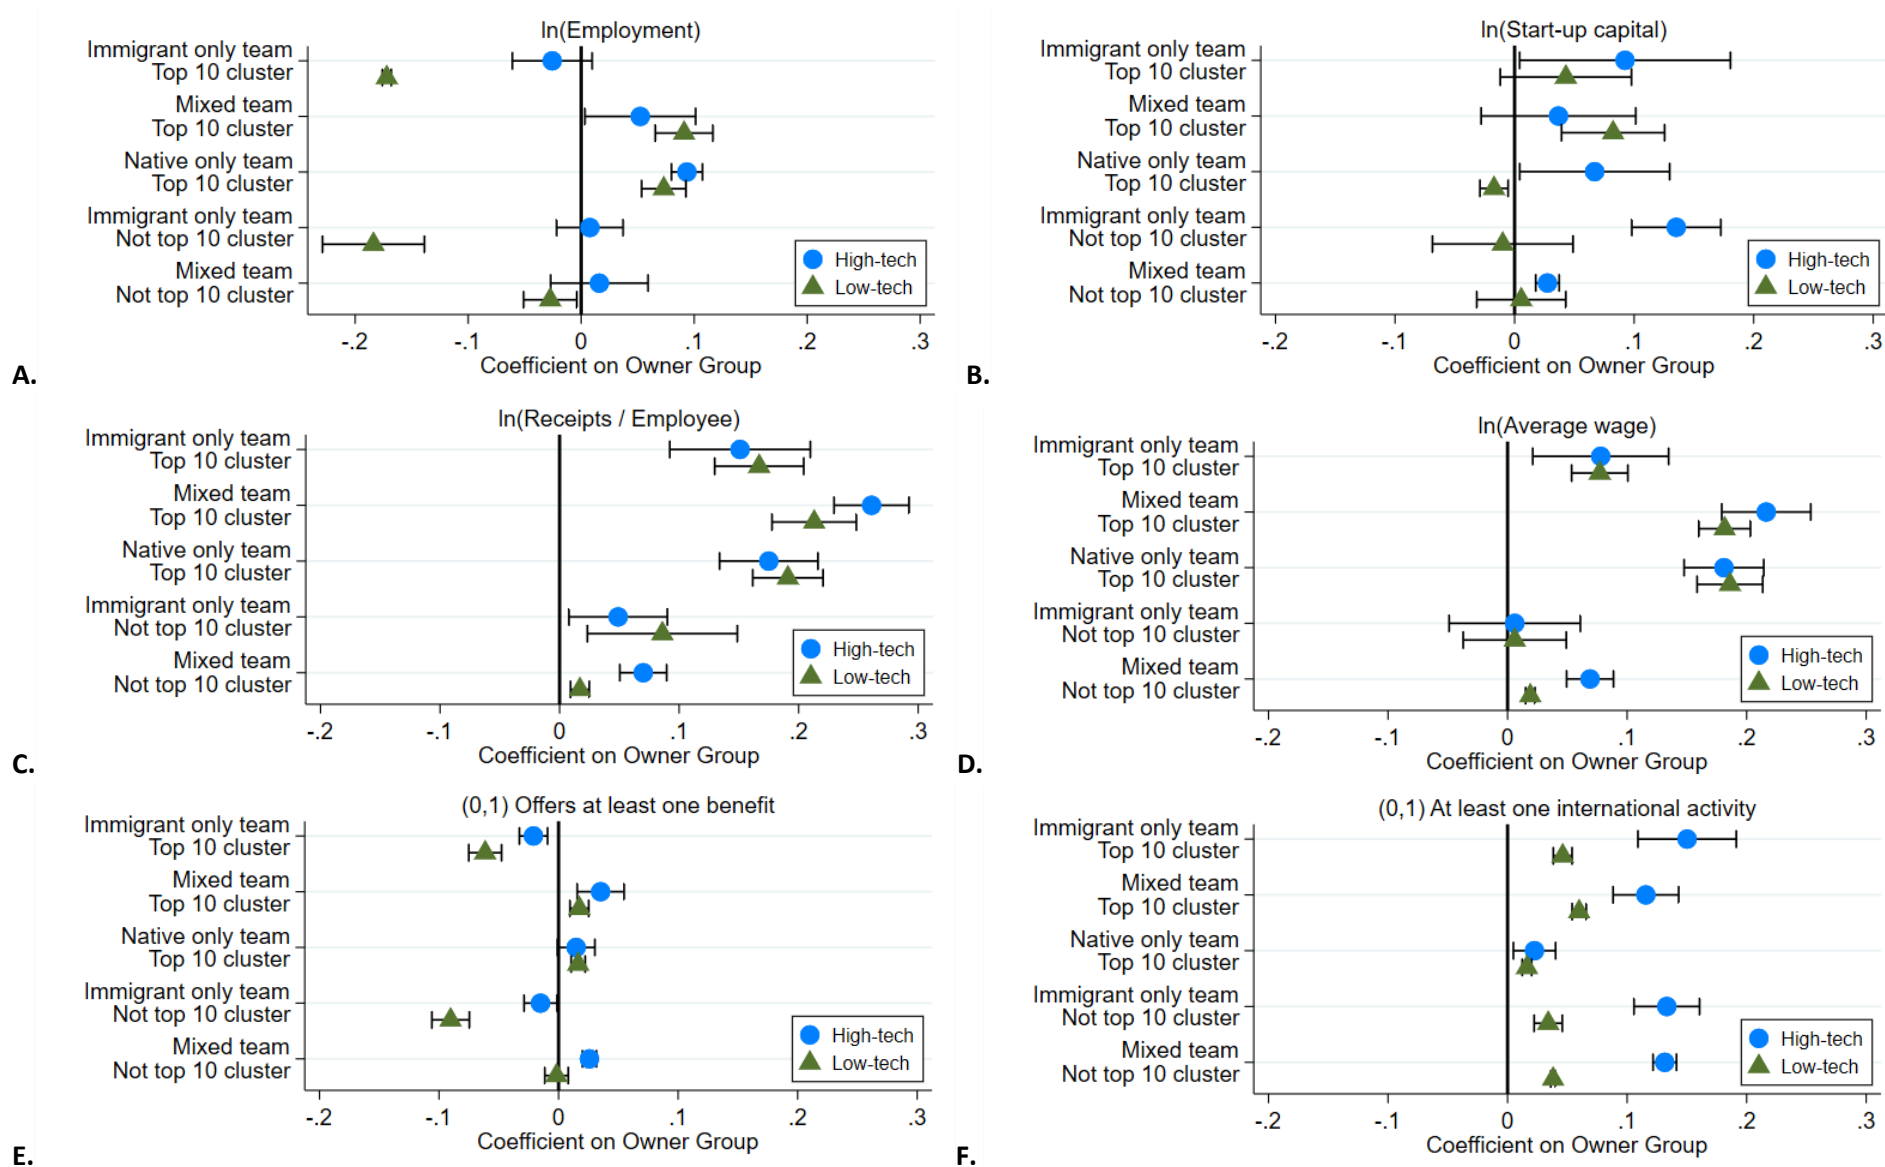 ln(Employment)
Immigrant only team
Top 10 cluster
Mixed team
Top 10 cluster
Native only team
Top 10 cluster
Immigrant only team
Not top 10 cluster
Mixed team
Not top 10 cluster
High-tech
Low-tech
-.2 -.1 0 .1 .2 .3
Coefficient on Owner Group
A.
ln(Start-up capital)
Immigrant only team
Top 10 cluster
Mixed team
Top 10 cluster
Native only team
Top 10 cluster
Immigrant only team
Not top 10 cluster
Mixed team
Not top 10 cluster
High-tech
Low-tech
-.2 -.1 0 .1 .2 .3
Coefficient on Owner Group
B.
ln(Receipts / Employee)
Immigrant only team
Top 10 cluster
Mixed team
Top 10 cluster
Native only team
Top 10 cluster
Immigrant only team
Not top 10 cluster
Mixed team
Not top 10 cluster
High-tech
Low-tech
-.2 -.1 0 .1 .2 .3
Coefficient on Owner Group
C.
ln(Average wage)
Immigrant only team
Top 10 cluster
Mixed team
Top 10 cluster
Native only team
Top 10 cluster
Immigrant only team
Not top 10 cluster
Mixed team
Not top 10 cluster
High-tech
Low-tech
-.2 -.1 0 .1 .2 .3
Coefficient on Owner Group
D.
(0,1) Offers at least one benefit
Immigrant only team
Top 10 cluster
Mixed team
Top 10 cluster
Native only team
Top 10 cluster
Immigrant only team
Not top 10 cluster
Mixed team
Not top 10 cluster
High-tech
Low-tech
-.2 -.1 0 .1 .2 .3
Coefficient on Owner Group
E.
(0,1) At least one international activity
Immigrant only team
Top 10 cluster
Mixed team
Top 10 cluster
Native only team
Top 10 cluster
Immigrant only team
Not top 10 cluster
Mixed team
Not top 10 cluster
High-tech
Low-tech
-.2 -.1 0 .1 .2 .3
Coefficient on Owner Group
F.